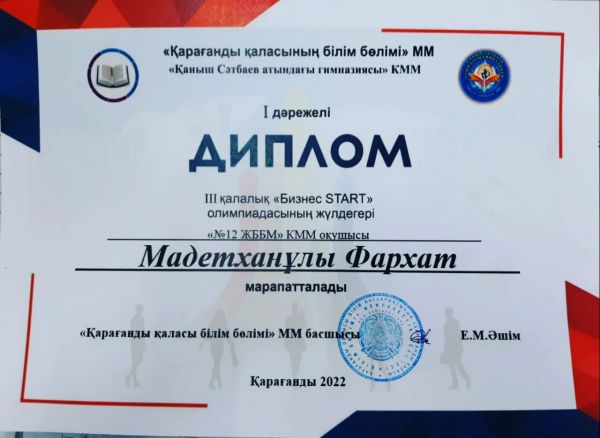 «Қарағанды қаласының білім бөлімі» ММ
«Қаныш Сәтбаев атындағы гимназиясы» КММ
I дәрежелі
ДИПЛОМ
III қалалық «Бизнес START»
олимпиадасының жүлдегері
«№12 ЖББМ» КММ оқушысы
Мадетханұлы Фархат
марапатталады
«Қарағанды қаласы білім бөлімі» ММ басшысы Е.М.Әшім
Қарағанды 2022